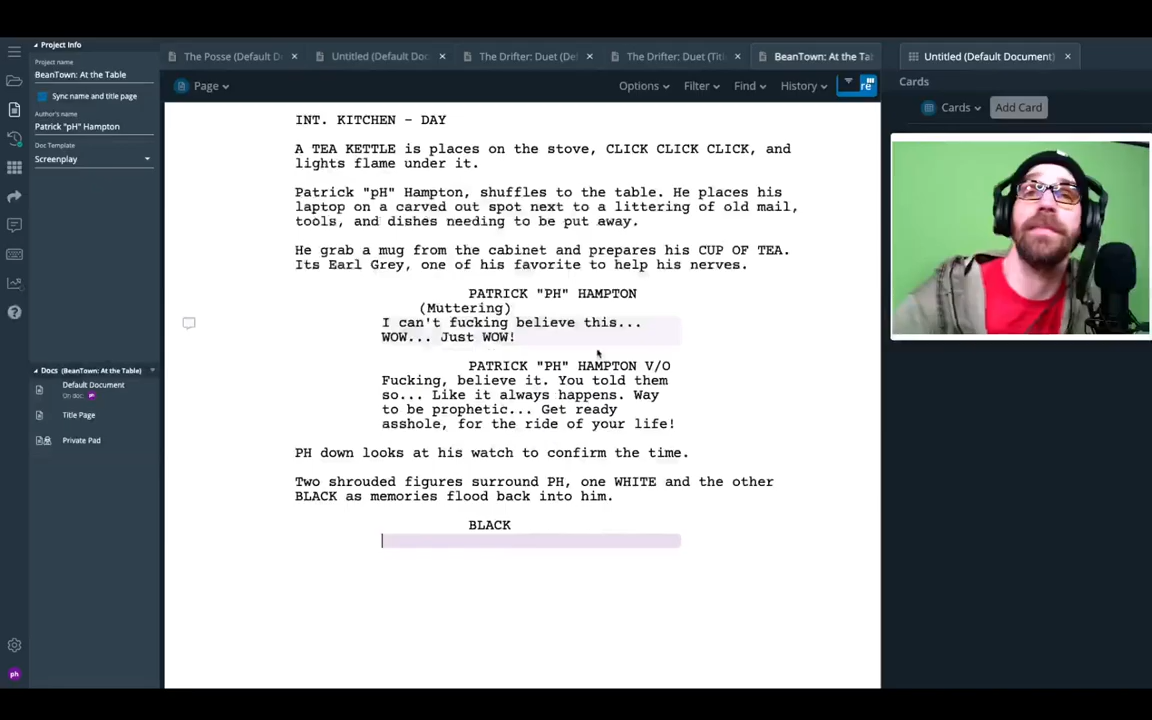 Project Info
Project name
BeanTown: At the Table
Sync name and title page
Author's name
Patrick "pH" Hampton
Doc Template
Screenplay
Docs (BeanTown: At the Table)
Default Document
On doc: ph
Title Page
Private Pad
ph
The Posse (Default D
Untitled (Default Doc
The Drifter: Duet (De
The Drifter: Duet (Titl
BeanTown: At the Tat
Untitled (Default Document)
Page
Options
Filter
Find
History
re
Cards
Cards
Add Card
INT. KITCHEN - DAY
A TEA KETTLE is places on the stove, CLICK CLICK CLICK, and
lights flame under it.
Patrick "pH" Hampton, shuffles to the table. He places his
laptop on a carved out spot next to a littering of old mail,
tools, and dishes needing to be put away.
He grab a mug from the cabinet and prepares his CUP OF TEA.
Its Earl Grey, one of his favorite to help his nerves.
PATRICK "PH" HAMPTON
(Muttering)
I can't fucking believe this...
WOW... Just WOW!
PATRICK "PH" HAMPTON V/O
Fucking, believe it. You told them
so... Like it always happens. Way
to be prophetic... Get ready
asshole, for the ride of your life!
PH down looks at his watch to confirm the time.
Two shrouded figures surround PH, one WHITE and the other
BLACK as memories flood back into him.
BLACK